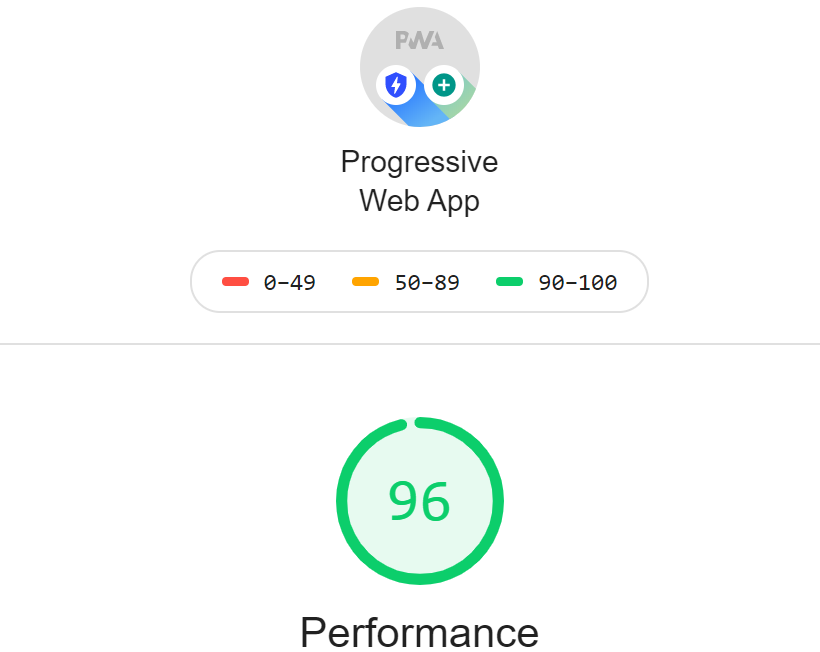 PWA
Progressive
Web App
0–49 50–89 90–100
96
Performance